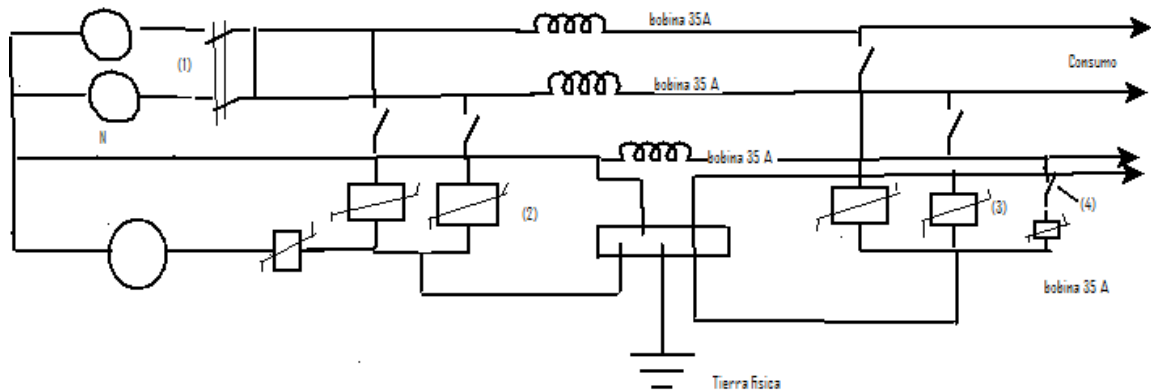 bobina 35A
(1)
Consumo
bobina 35 A
N
bobina 35 A
(2)
(3)
(4)
bobina 35 A
Tierra fisica